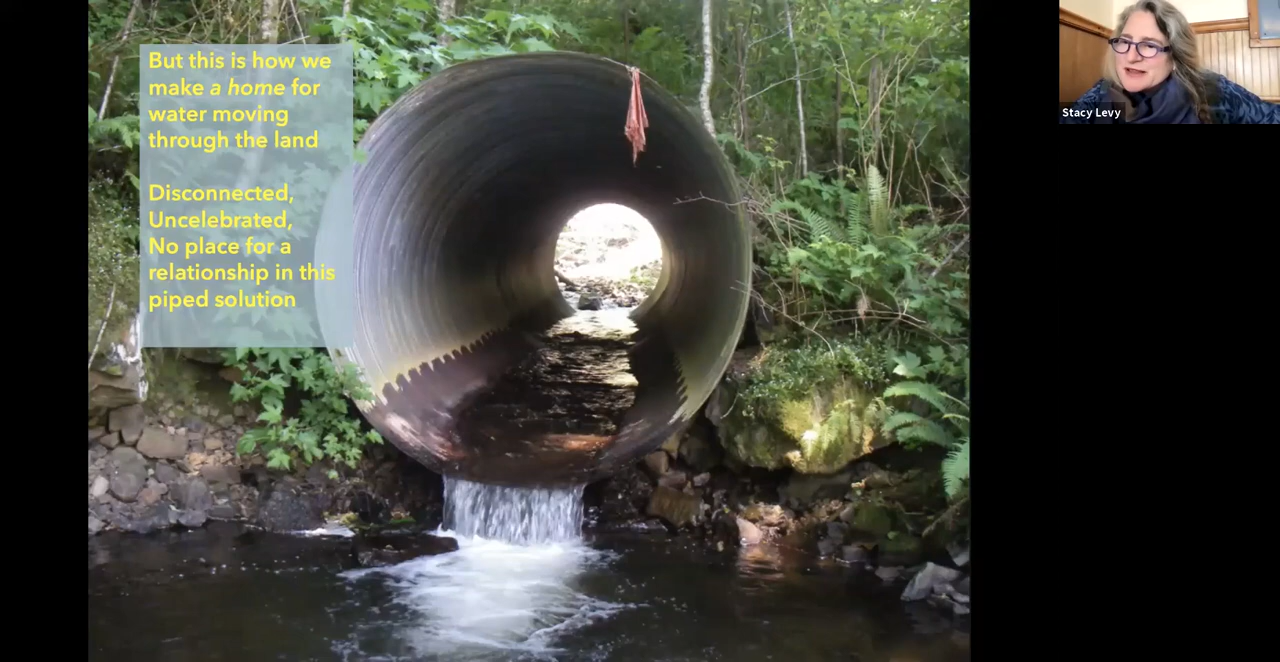 But this is how we
make a home for
water moving
through the land
Disconnected,
Uncelebrated,
No place for a
relationship in this
piped solution
Stacy Levy